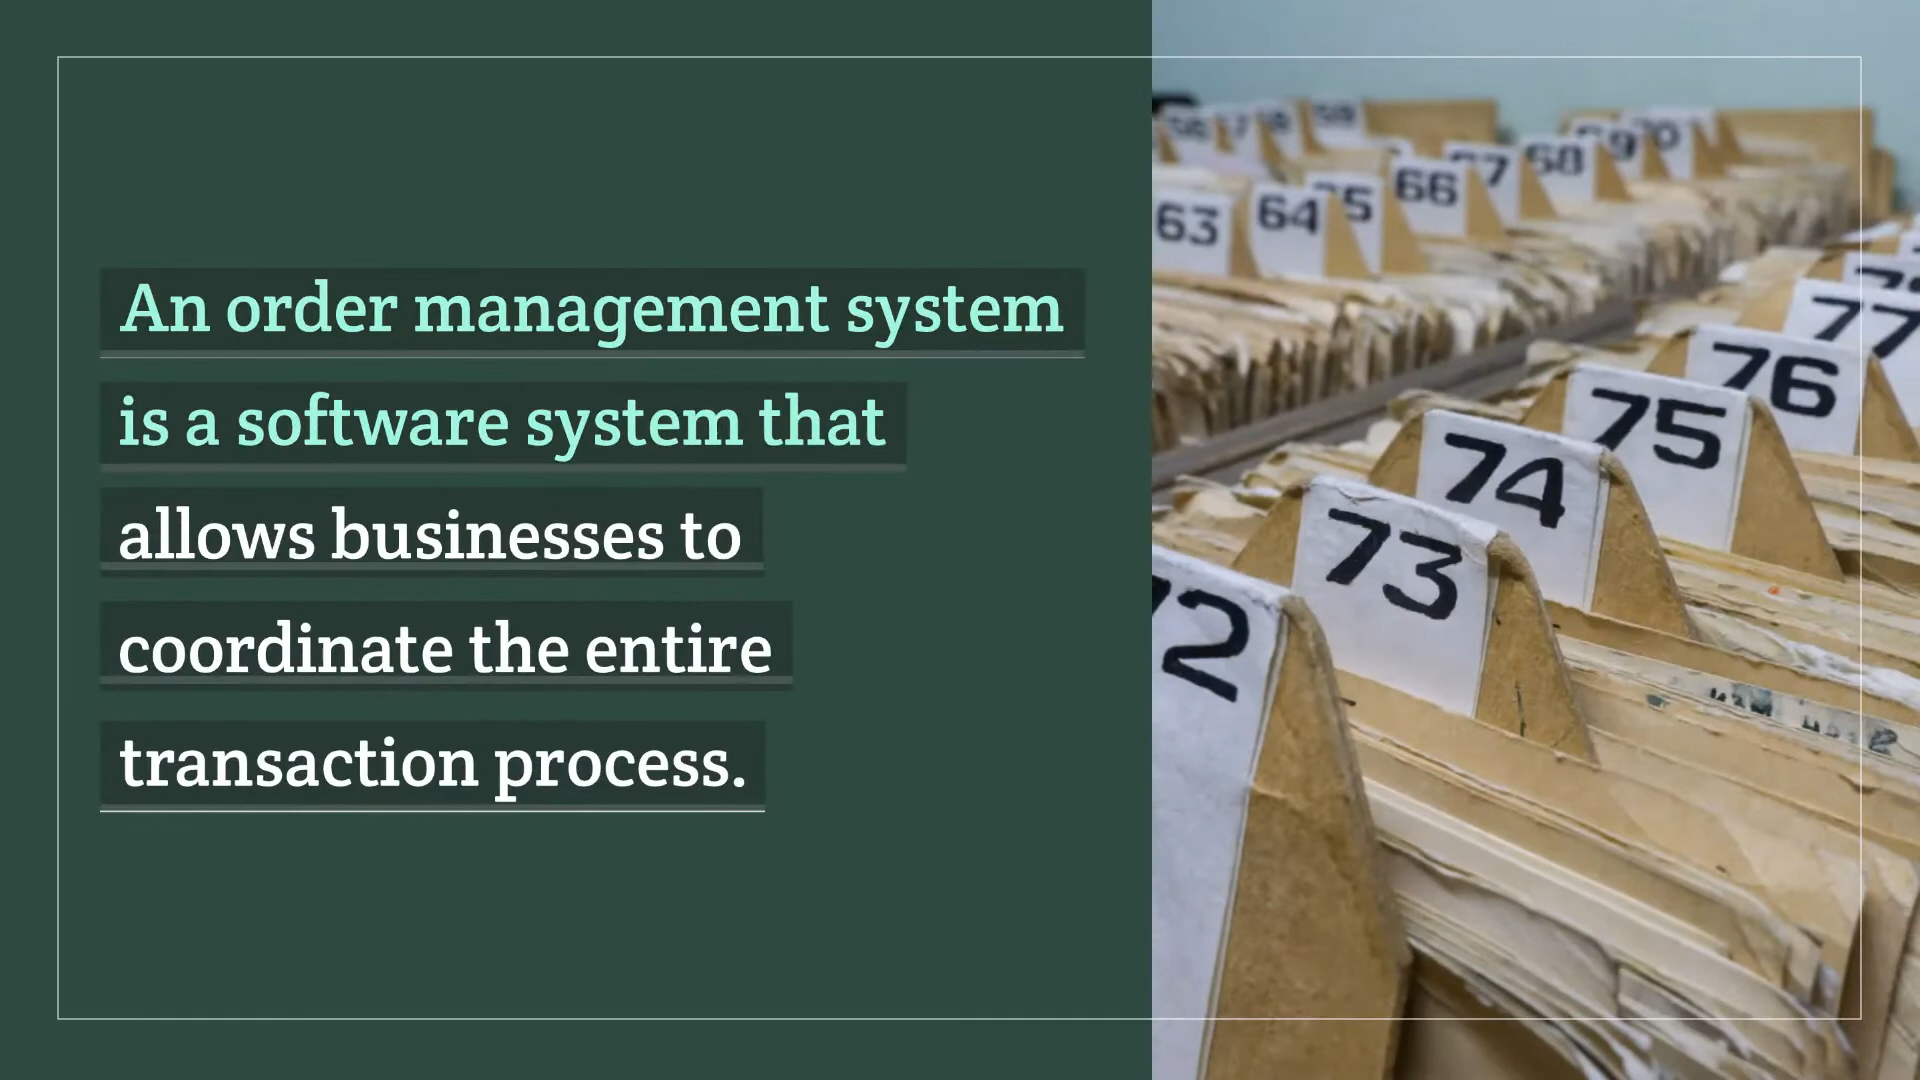 An order management system
is a software system that
allows businesses to
coordinate the entire
transaction process.
63
64
66
68
77
76
75
74
73